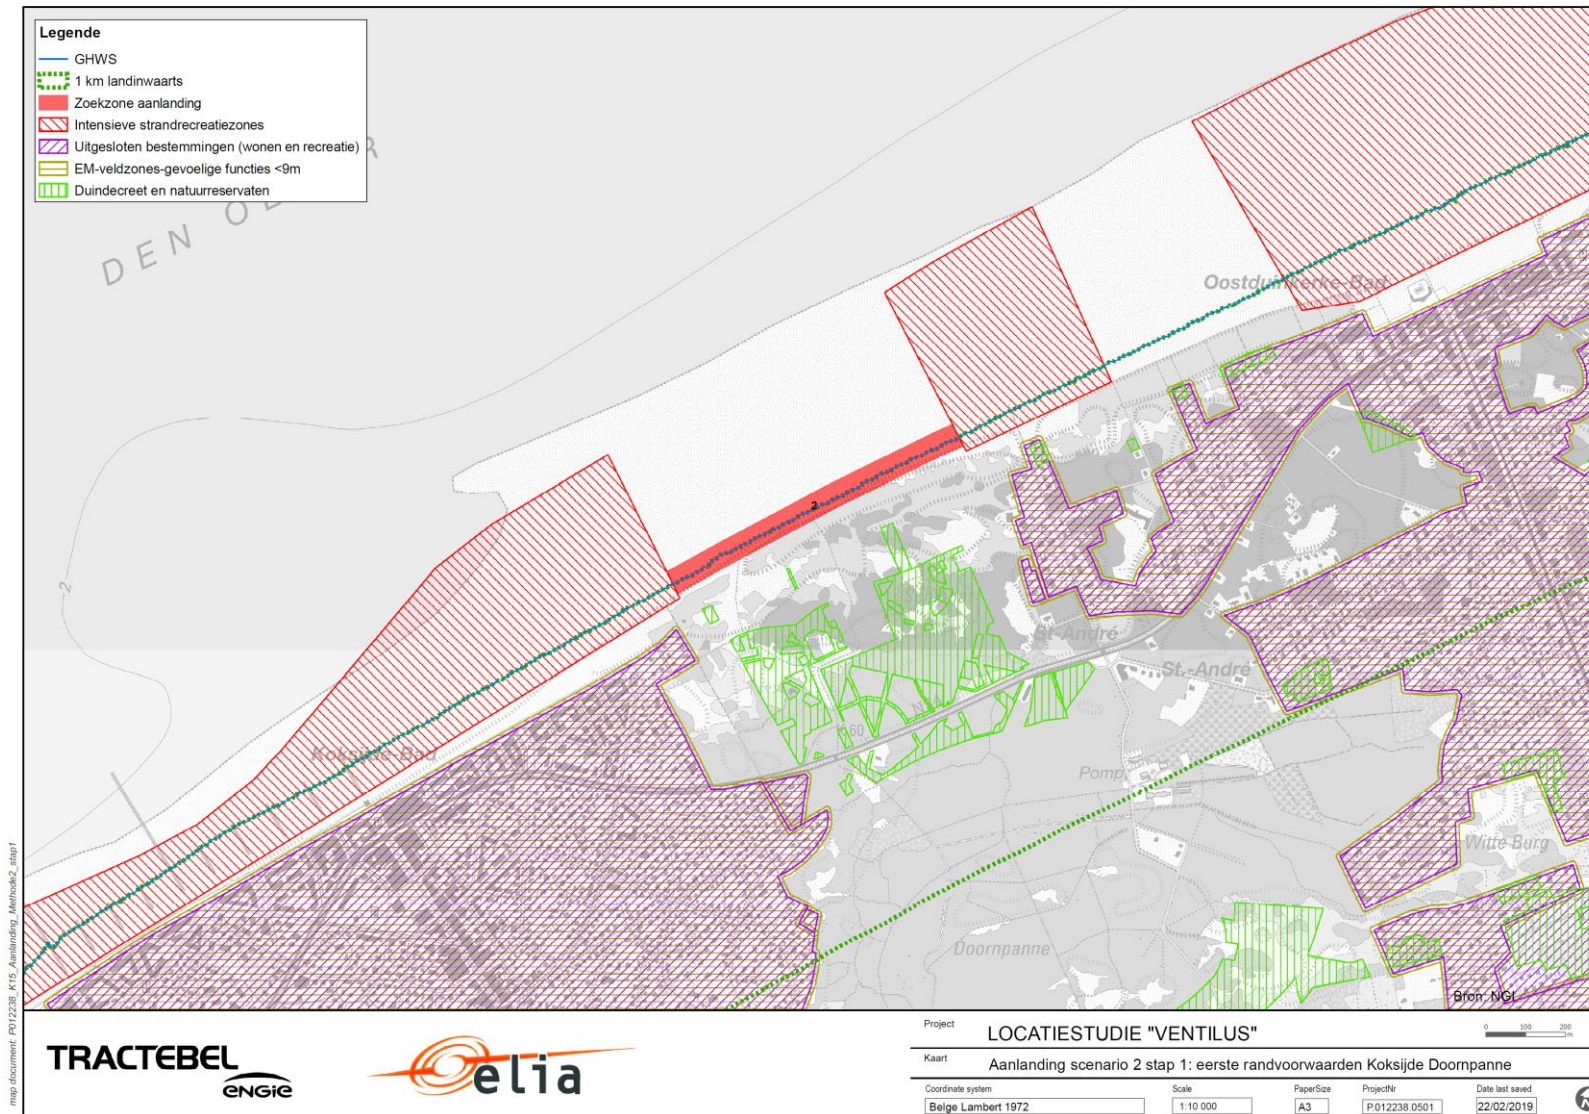 Legende
GHWS
1 km landinwaarts
Zoekzone aanlanding
Intensieve strandrecreatiezones
Uitgesloten bestemmingen (wonen en recreatie)
EM-veldzones-gevoelige functies <9m
Duindecreet en natuurreservaten
DEN O
Oostduinkerke-Bad
2
2
St-André
St.-André
N34
Koksijde-Bad
Pomp.
Witte Burg
Doornpanne
Bron: NGI
map document: P012238_K15_Aanlanding_Methode2_stap1
TRACTEBEL
ENGIE
elia
Project
LOCATIESTUDIE "VENTILUS"
0 100 200
m
Kaart
Aanlanding scenario 2 stap 1: eerste randvoorwaarden Koksijde Doornpanne
Coordinate system
Scale
PaperSize
ProjectNr
Date last saved
Belge Lambert 1972
1:10 000
A3
P.012238.0501
22/02/2019